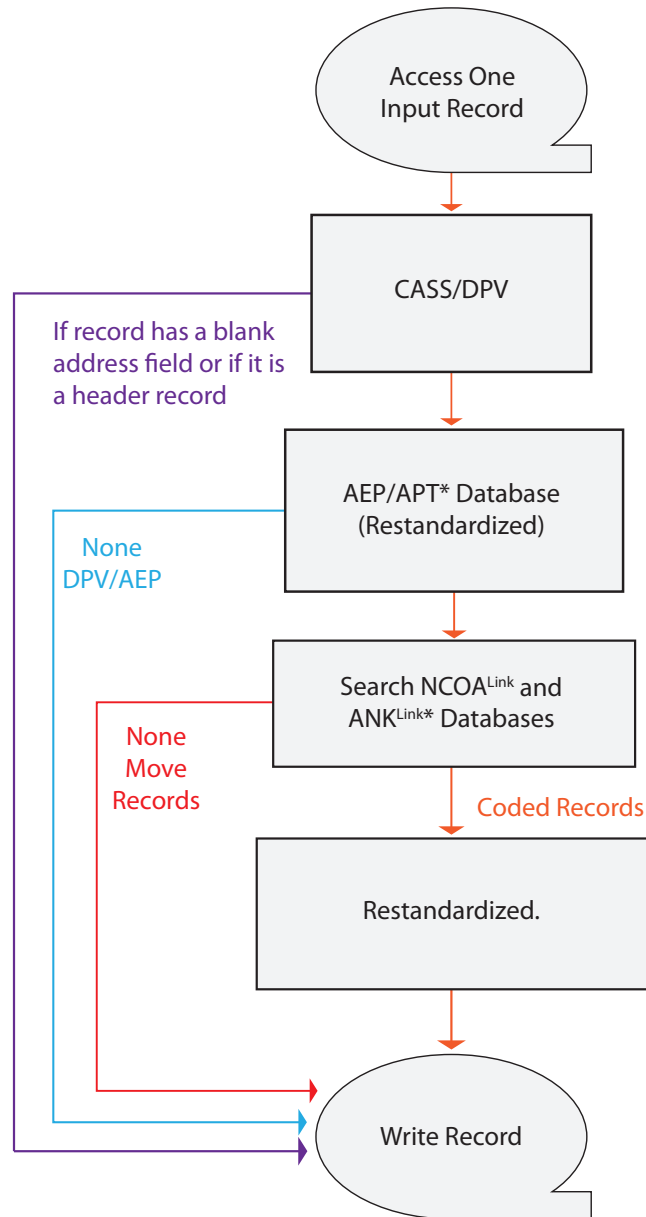 Access One
Input Record
CASS/DPV
If record has a blank
address field or if it is
a header record
AEP/APT* Database
(Restandardized)
None
DPV/AEP
Search NCOALink and
ANKLink* Databases
None
Move
Records
Coded Records
Restandardized.
Write Record